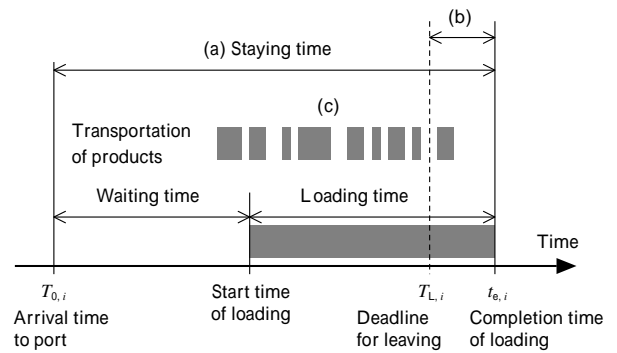 (b)
(a) Staying time
(c)
Transportation
of products
Waiting time
Loading time
Time
T0, i
Start time
of loading
TL, i
te, i
Arrival time
to port
Deadline
for leaving
Completion time
of loading